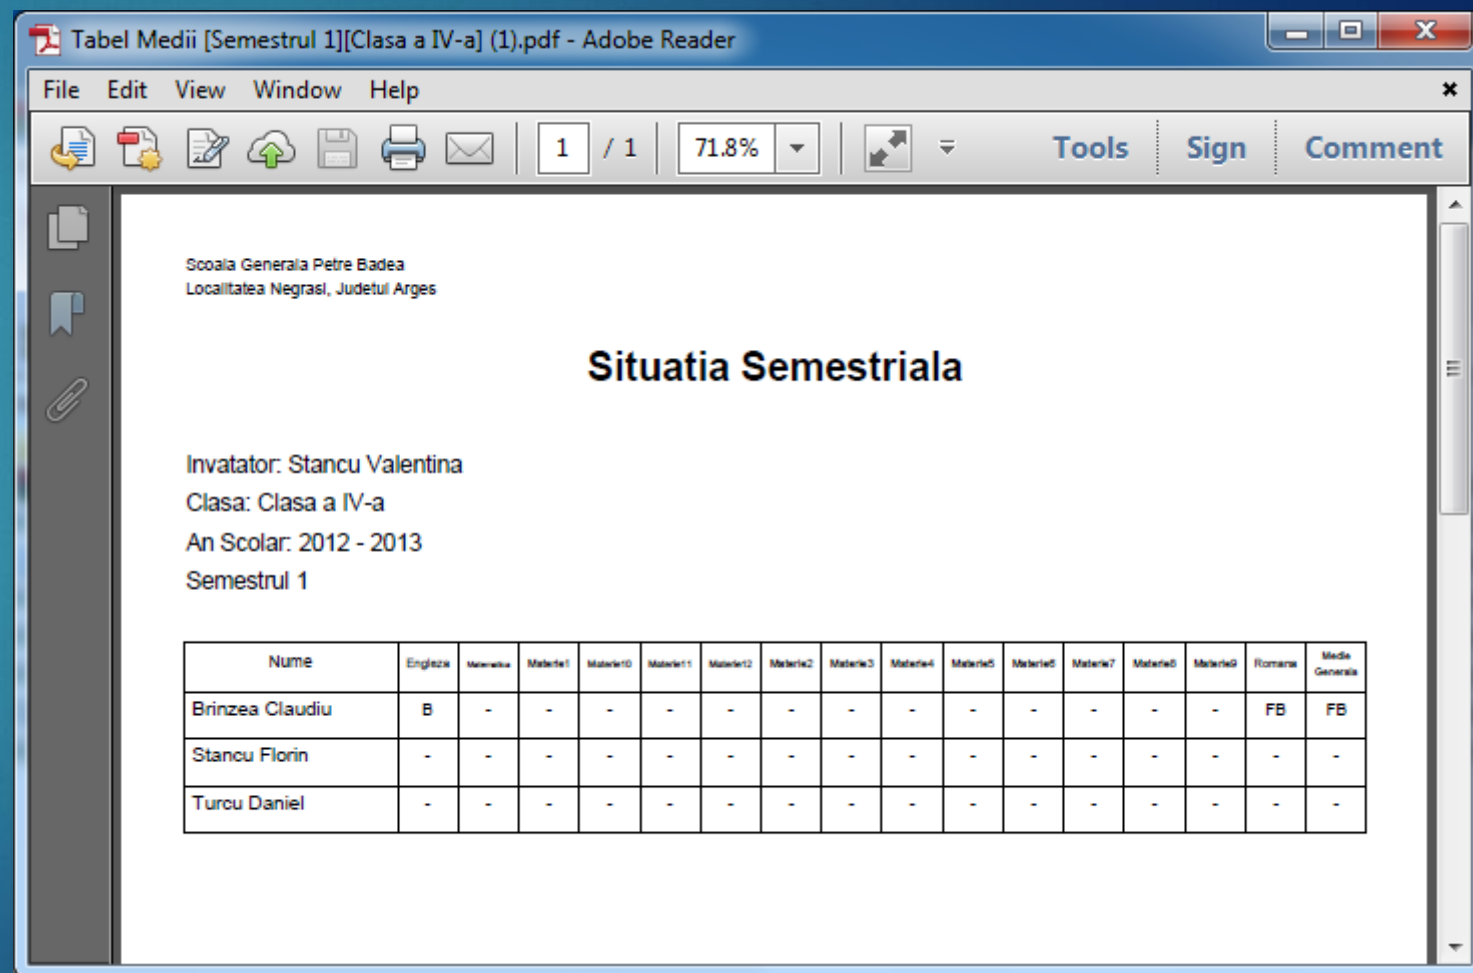 Tabel Medii [Semestrul 1][Clasa a IV-a] (1).pdf - Adobe Reader
File Edit View Window Help
1 / 1 71.8% Tools Sign Comment
Scoala Generala Petre Badea
Localitatea Negrasi, Judetul Arges
Situatia Semestriala
Invatator: Stancu Valentina
Clasa: Clasa a IV-a
An Scolar: 2012 - 2013
Semestrul 1
Nume Engleza Matematica Materie1 Materie10 Materie11 Materie12 Materie2 Materie3 Materie4 Materie5 Materie6 Materie7 Materie8 Materie9 Romana Medie Generala
Brinzea Claudiu B - - - - - - - - - - - - - FB FB
Stancu Florin - - - - - - - - - - - - - - - -
Turcu Daniel - - - - - - - - - - - - - - - -